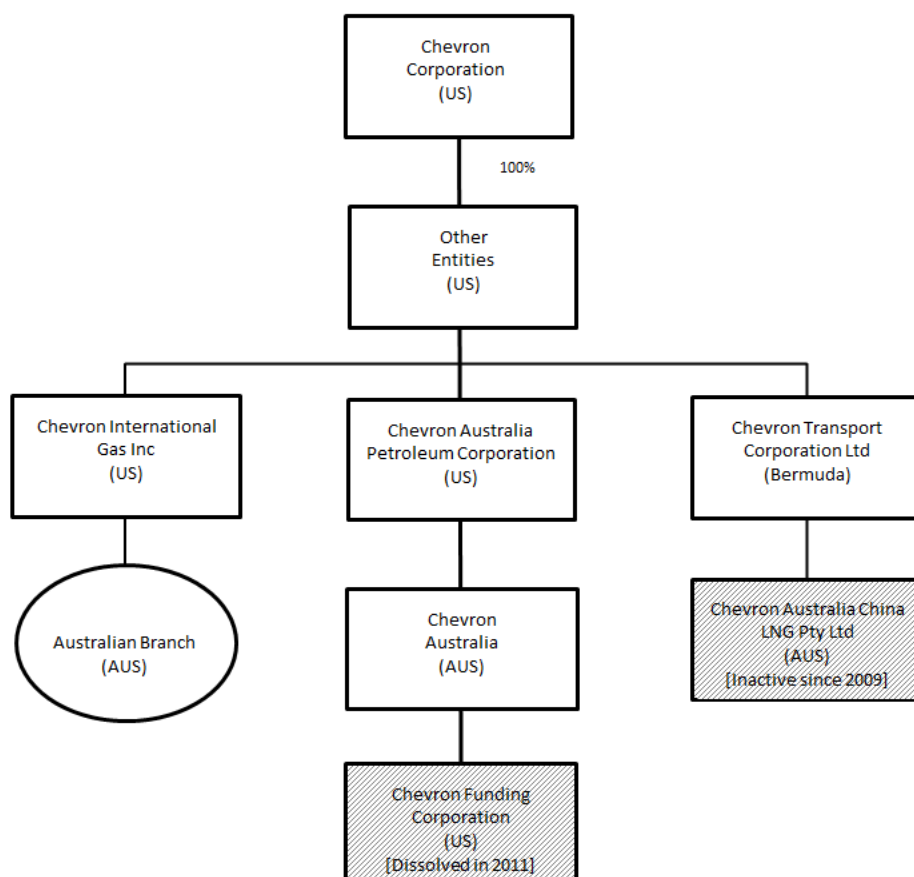 Chevron
Corporation
(US)
100%
Other
Entities
(US)
Chevron International
Gas Inc
(US)
Chevron Australia
Petroleum Corporation
(US)
Chevron Transport
Corporation Ltd
(Bermuda)
Australian Branch
(AUS)
Chevron
Australia
(AUS)
Chevron Australia China
LNG Pty Ltd
(AUS)
[Inactive since 2009]
Chevron Funding
Corporation
(US)
[Dissolved in 2011]